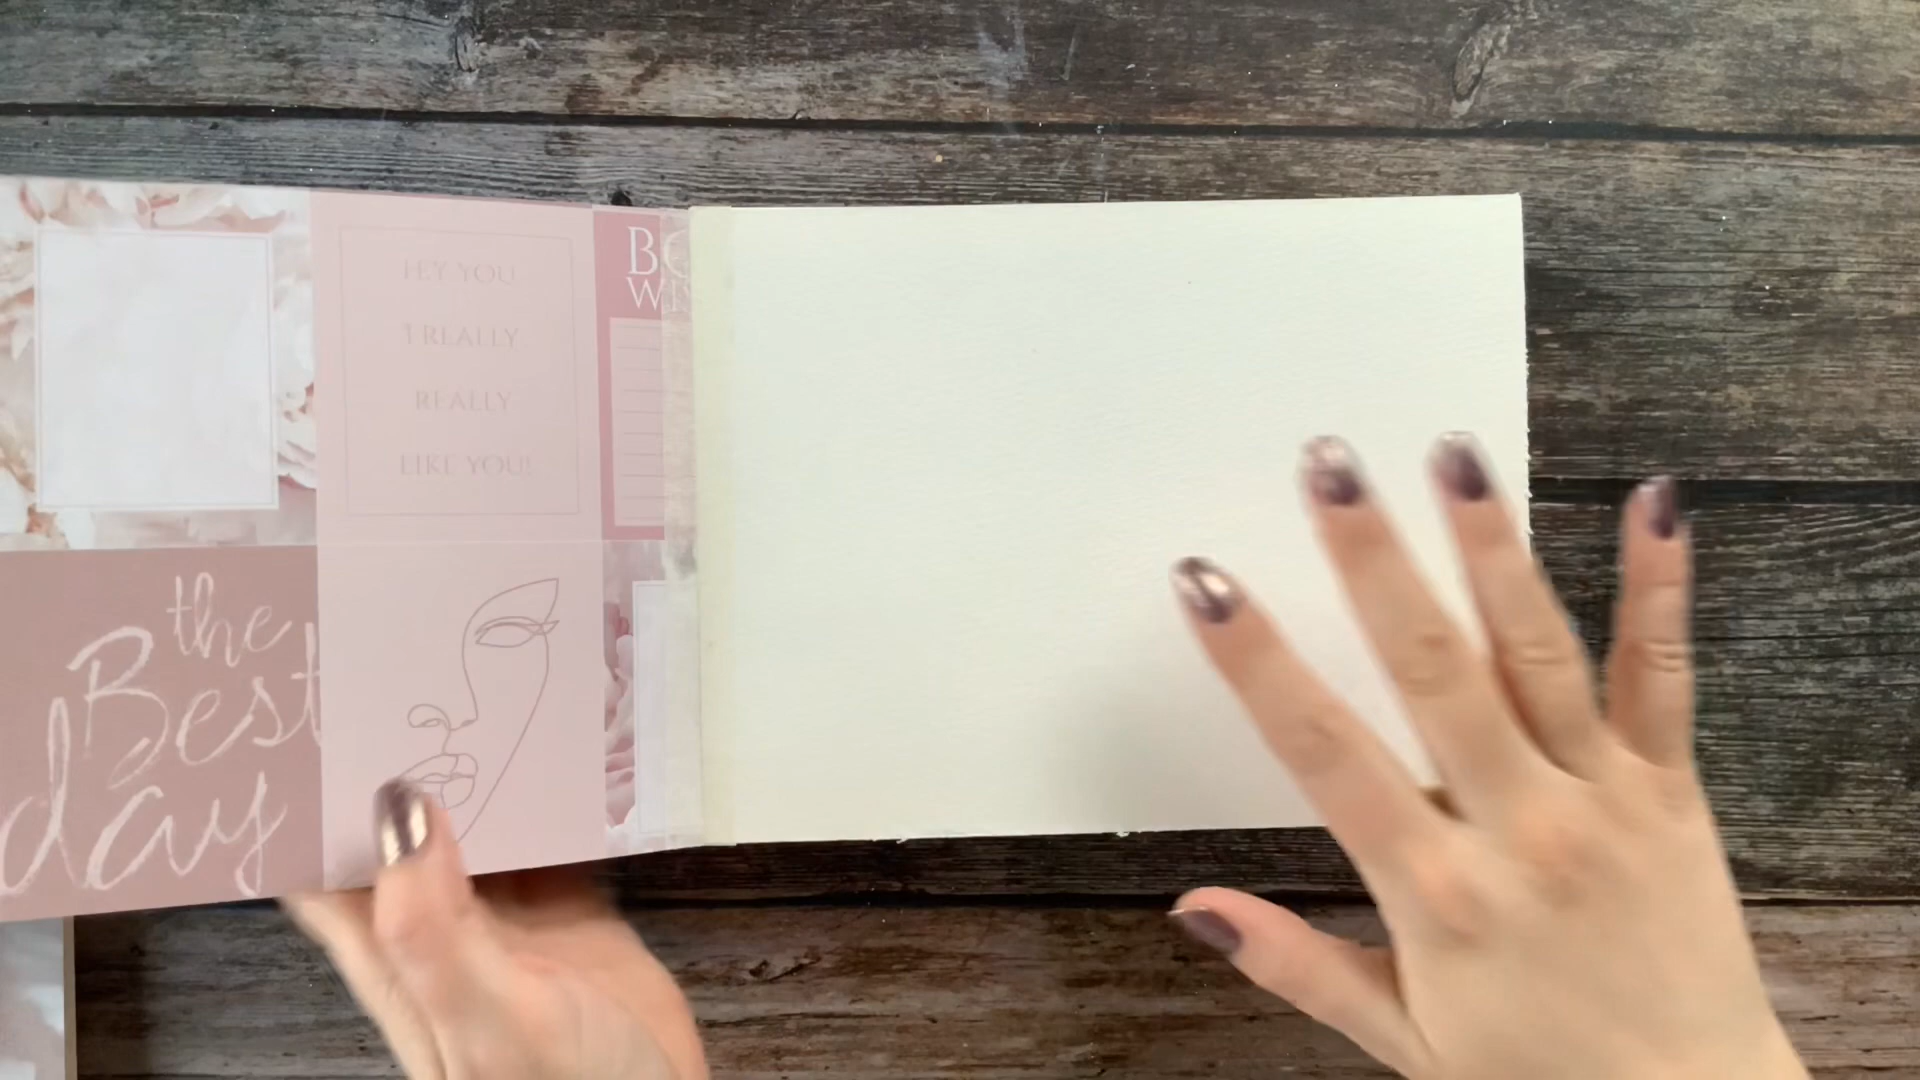 HEY YOU
I REALLY
REALLY
LIKE YOU!
the
Best
day